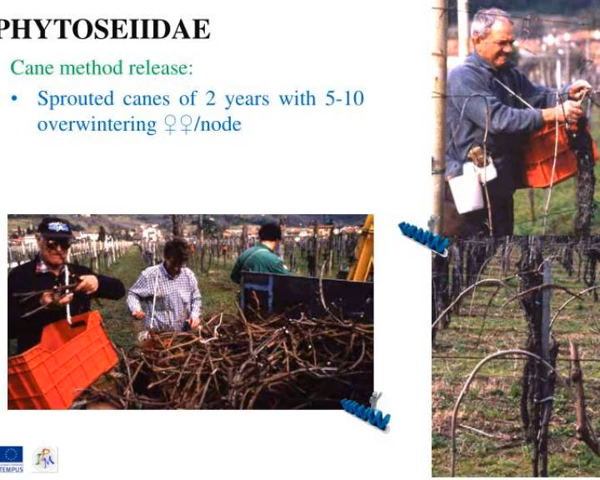 PHYTOSEIIDAE
Cane method release:
• Sprouted canes of 2 years with 5-10
overwintering ♀♀/node
TEMPUS